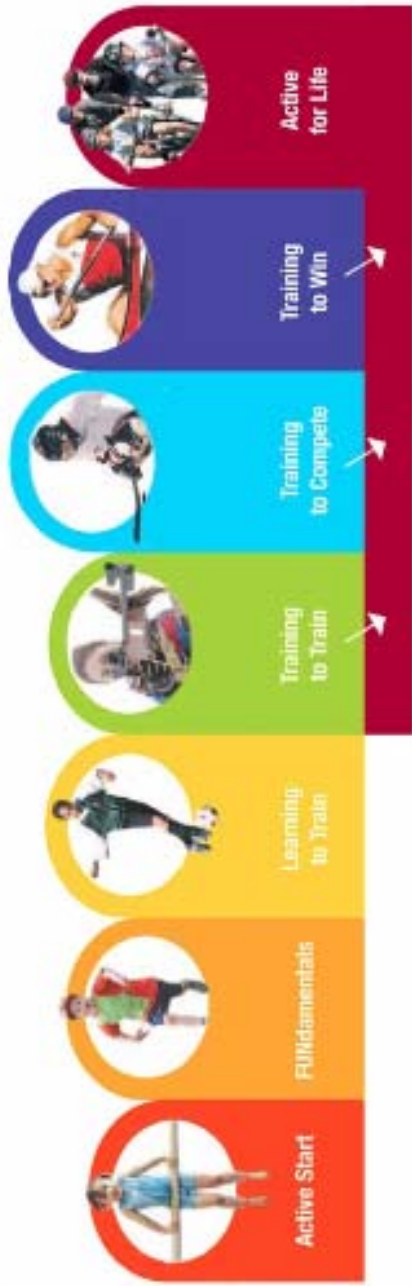 Active Start
FUNdamentals
Learning
to Train
Training
to Train
Training
to Compete
Training
to Win
Active
for Life